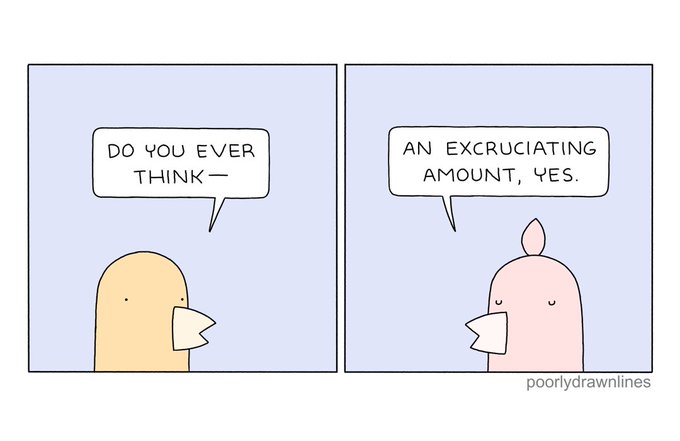 DO YOU EVER
THINK—
AN EXCRUCIATING
AMOUNT, YES.
poorlydrawnlines